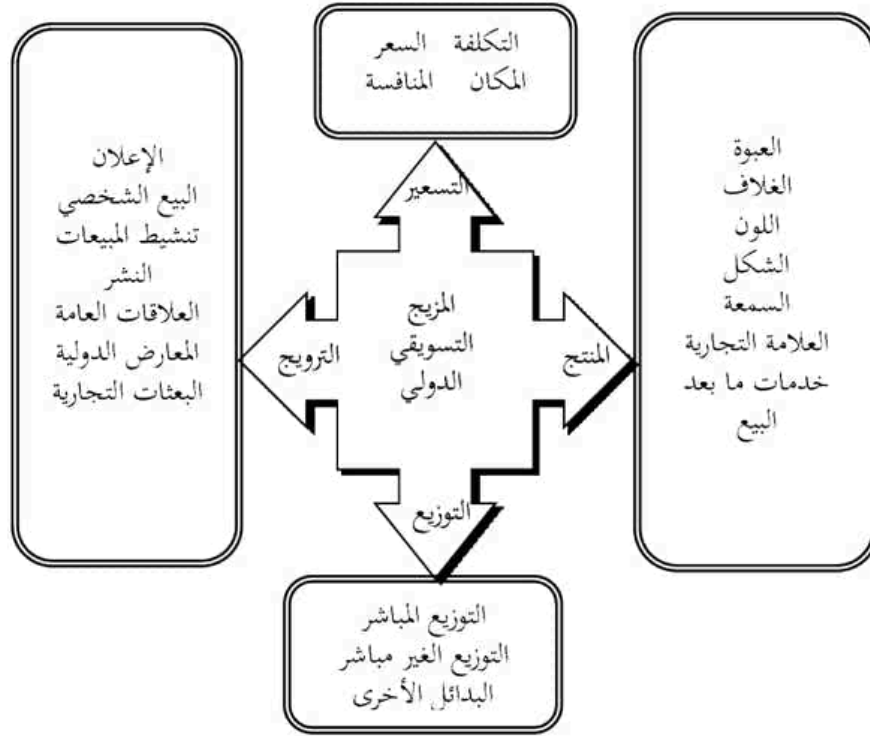 التكلفة السعر
المكان المنافسة
التسعير
العبوة
الغلاف
اللون
الشكل
السمعة
العلامة التجارية
خدمات ما بعد
البيع
المنتج
المزيج
التسويقي
الدولي
الترويج
الإعلان
البيع الشخصي
تنشيط المبيعات
النشر
العلاقات العامة
المعارض الدولية
البعثات التجارية
التوزيع
التوزيع المباشر
التوزيع الغير مباشر
البدائل الأخرى